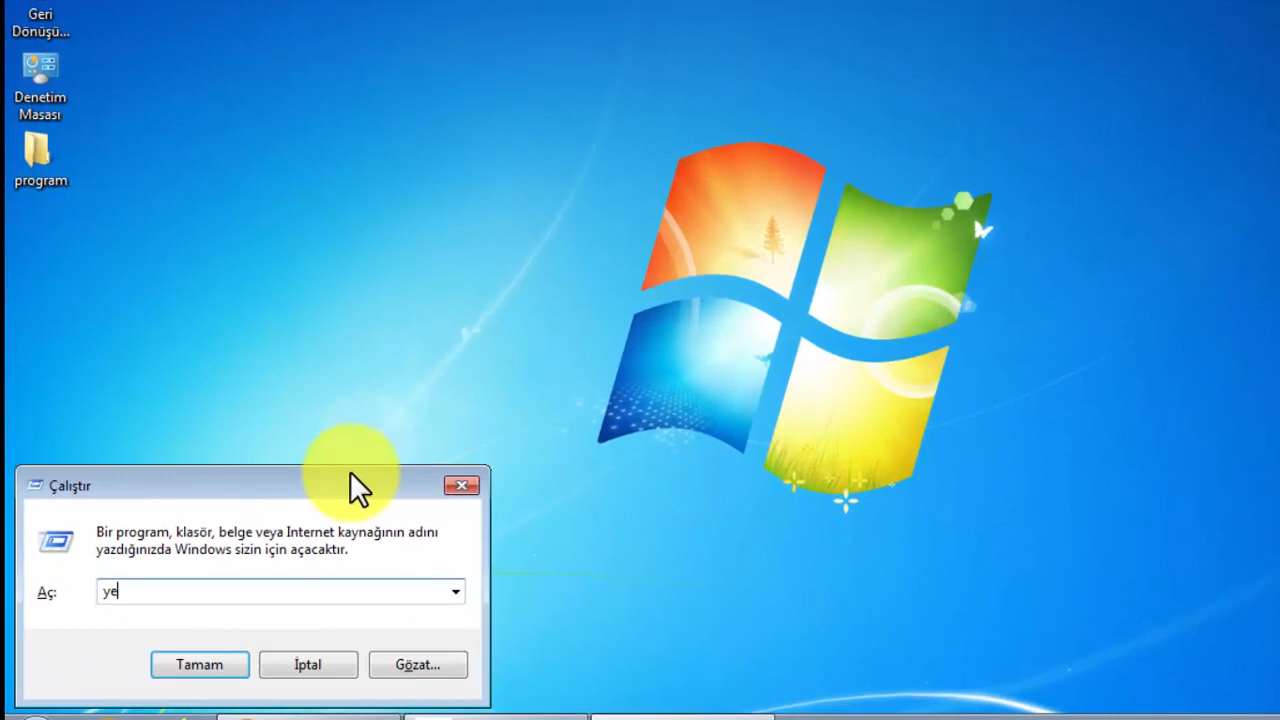 Geri
Dönüşü...
Denetim
Masası
program
Çalıştır
Bir program, klasör, belge veya Internet kaynağının adını
yazdığınızda Windows sizin için açacaktır.
Aç:
ye
Tamam
İptal
Gözat...